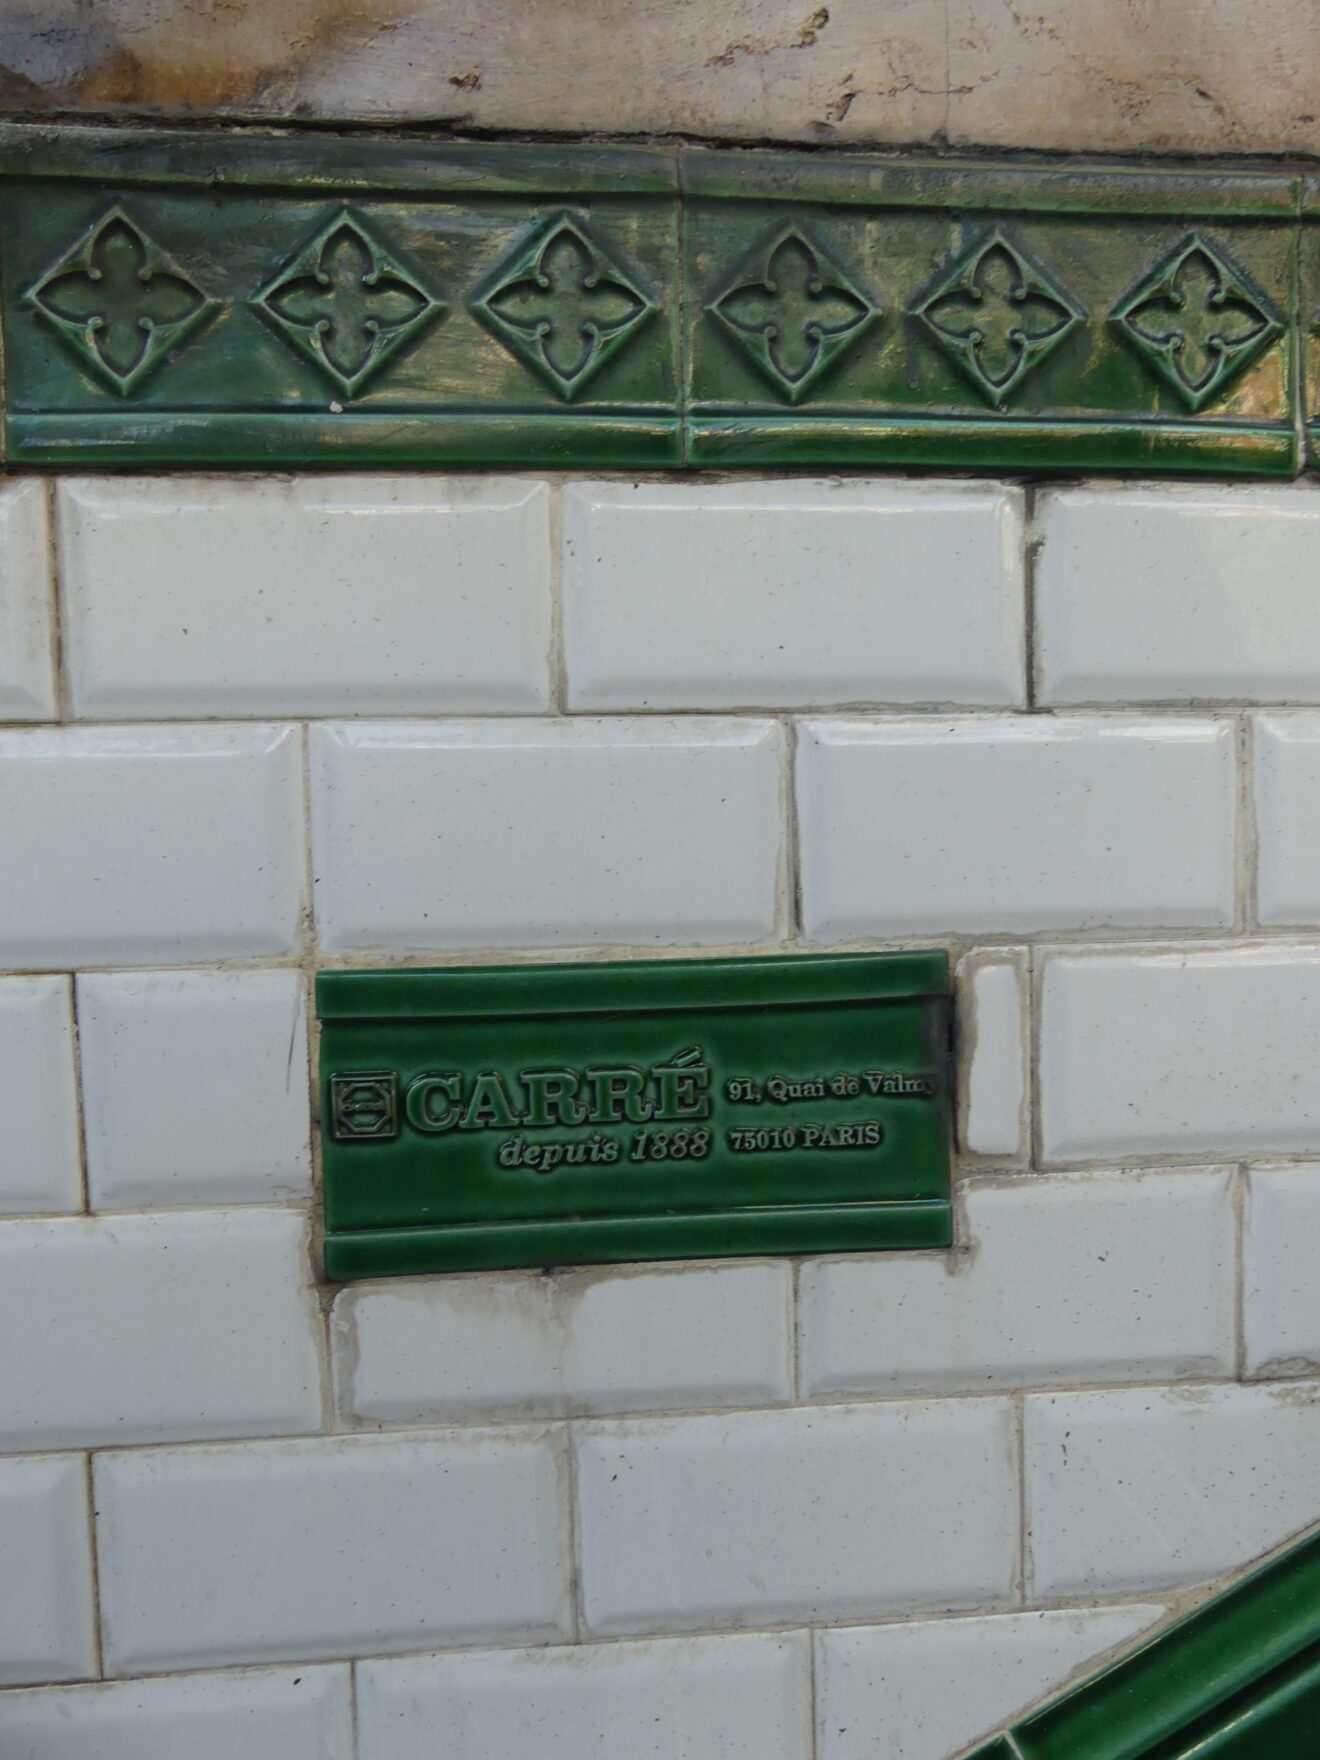 CARRÉ
depuis 1888
91, Quai de Valmy
75010 PARIS